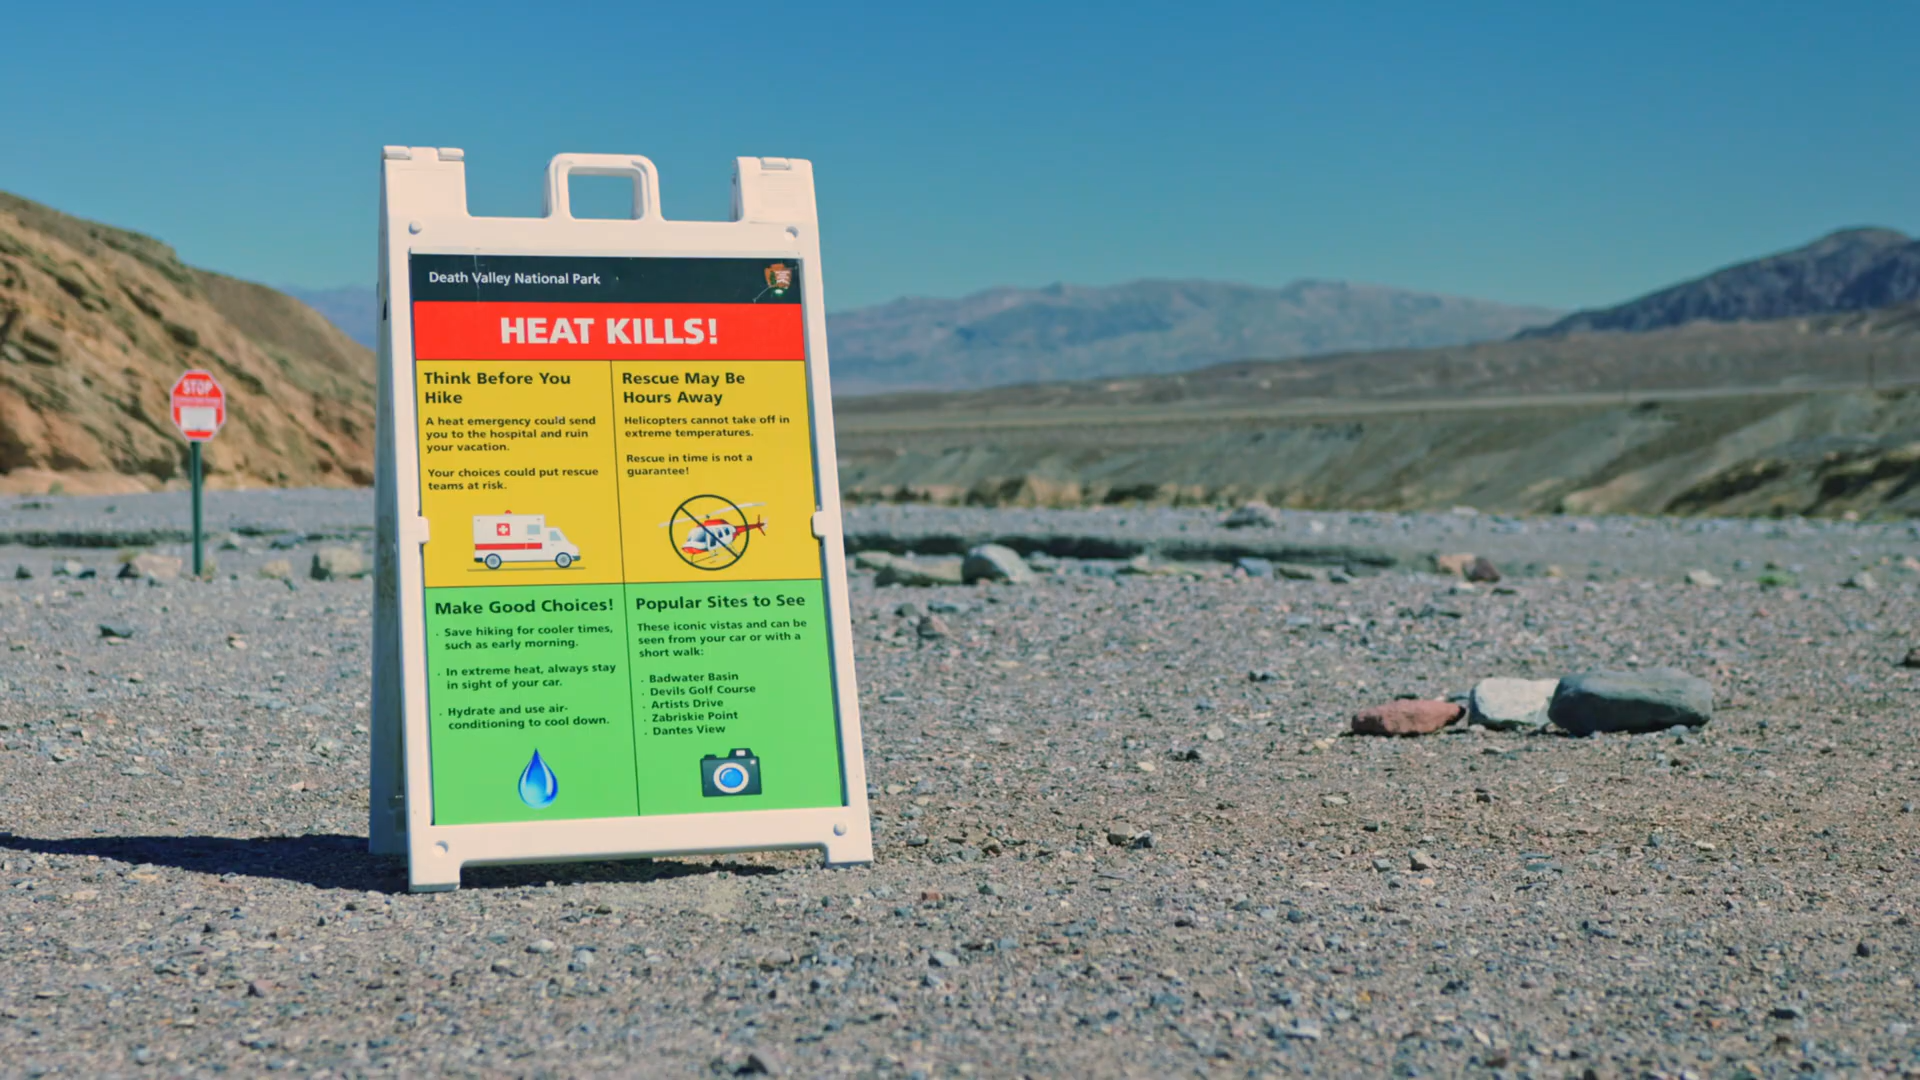 Death Valley National Park
HEAT KILLS!
Think Before You
Hike
A heat emergency could send
you to the hospital and ruin
your vacation.
Your choices could put rescue
teams at risk.
Rescue May Be
Hours Away
Helicopters cannot take off in
extreme temperatures.
Rescue in time is not a
guarantee!
Make Good Choices!
· Save hiking for cooler times,
such as early morning.
· In extreme heat, always stay
in sight of your car.
· Hydrate and use air-
conditioning to cool down.
Popular Sites to See
These iconic vistas and can be
seen from your car or with a
short walk:
· Badwater Basin
· Devils Golf Course
· Artists Drive
· Zabriskie Point
· Dantes View
STOP